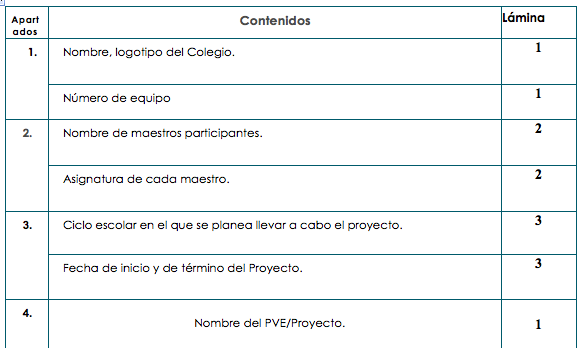 Apart ados Contenidos Lámina
1. Nombre, logotipo del Colegio. 1
Número de equipo 1
2. Nombre de maestros participantes. 2
Asignatura de cada maestro. 2
3. Ciclo escolar en el que se planea llevar a cabo el proyecto. 3
Fecha de inicio y de término del Proyecto. 3
4. Nombre del PVE/Proyecto. 1